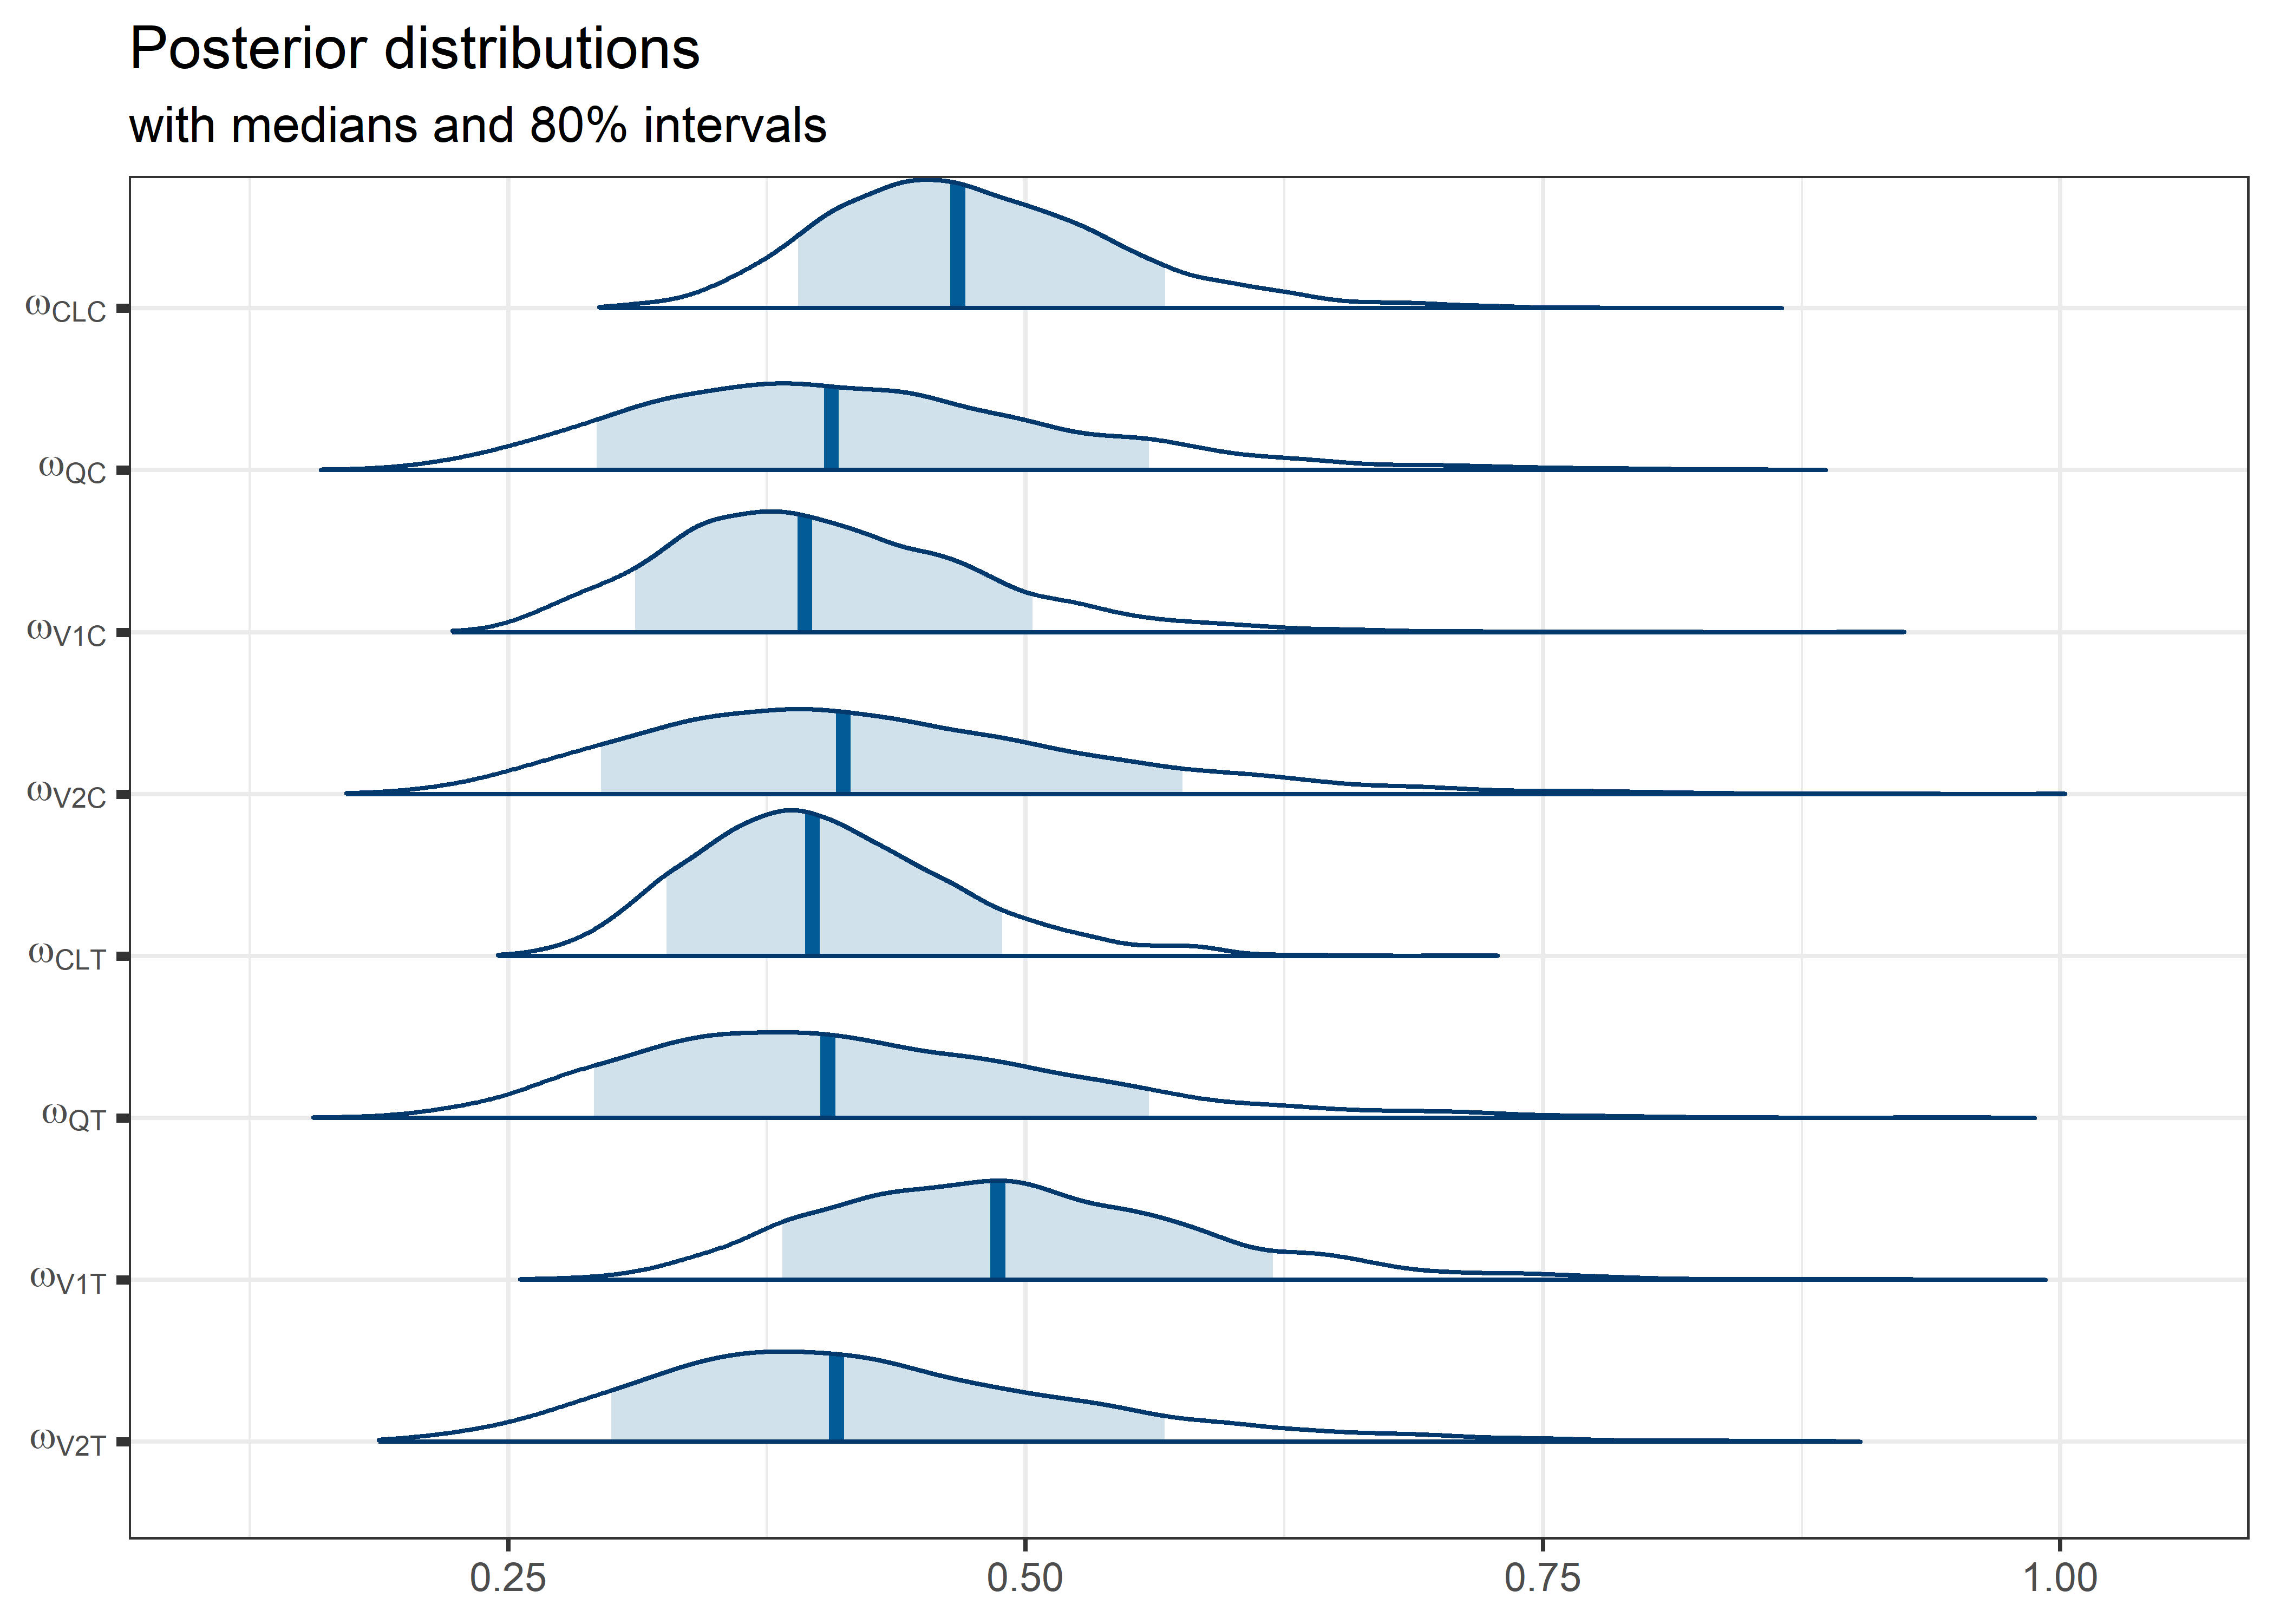 Posterior distributions
with medians and 80% intervals
ωCLC
ωQC
ωV1C
ωV2C
ωCLT
ωQT
ωV1T
ωV2T
0.25 0.50 0.75 1.00